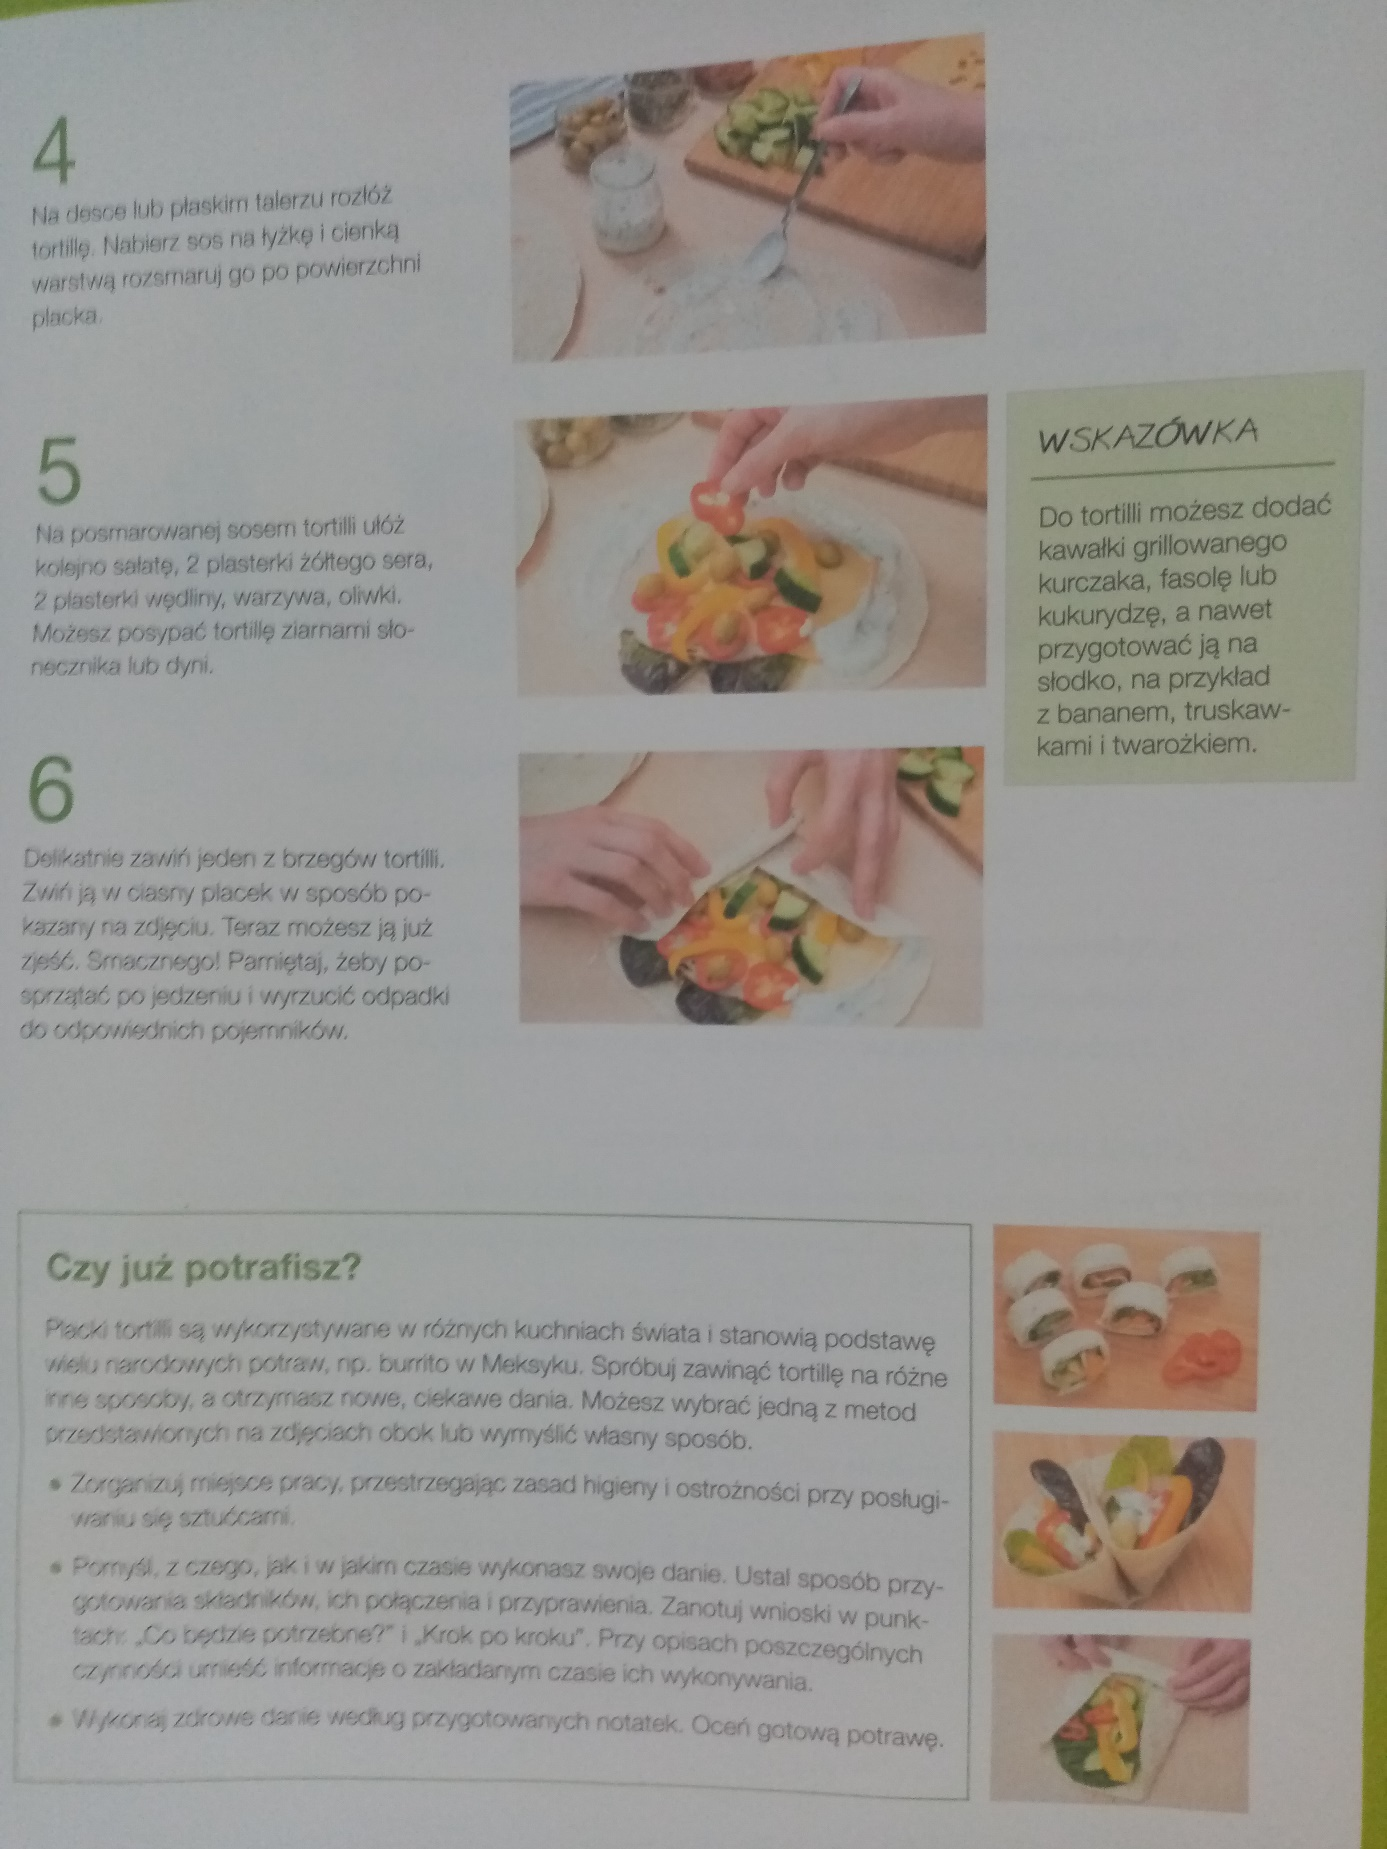 4
Na desce lub płaskim talerzu rozłóż
tortillę. Nabierz sos na łyżkę i cienką
warstwą rozsmaruj go po powierzchni
placka.
5
Na posmarowanej sosem tortilli ułóż
kolejno sałatę, 2 plasterki żółtego sera,
2 plasterki wędliny, warzywa, oliwki.
Możesz posypać tortillę ziarnami sło-
necznika lub dyni.
WSKAZÓWKA
Do tortilli możesz dodać
kawałki grillowanego
kurczaka, fasolę lub
kukurydzę, a nawet
przygotować ją na
słodko, na przykład
z bananem, truskaw-
kami i twarożkiem.
6
Delikatnie zawiń jeden z brzegów tortilli.
Zwiń ją w ciasny placek w sposób po-
kazany na zdjęciu. Teraz możesz ją już
zjeść. Smacznego! Pamiętaj, żeby po-
sprzątać po jedzeniu i wyrzucić odpadki
do odpowiednich pojemników.
Czy już potrafisz?
Placki tortilli są wykorzystywane w różnych kuchniach świata i stanowią podstawę
wielu narodowych potraw, np. burrito w Meksyku. Spróbuj zawinąć tortillę na różne
inne sposoby, a otrzymasz nowe, ciekawe dania. Możesz wybrać jedną z metod
przedstawionych na zdjęciach obok lub wymyślić własny sposób.
• Zorganizuj miejsce pracy, przestrzegając zasad higieny i ostrożności przy posługi-
waniu się sztućcami.
• Pomyśl, z czego, jak i w jakim czasie wykonasz swoje danie. Ustal sposób przy-
gotowania składników, ich połączenia i przyprawienia. Zanotuj wnioski w punk-
tach: „Co będzie potrzebne?" i „Krok po kroku". Przy opisach poszczególnych
czynności umieść informacje o zakładanym czasie ich wykonywania.
• Wykonaj zdrowe danie według przygotowanych notatek. Oceń gotową potrawę.